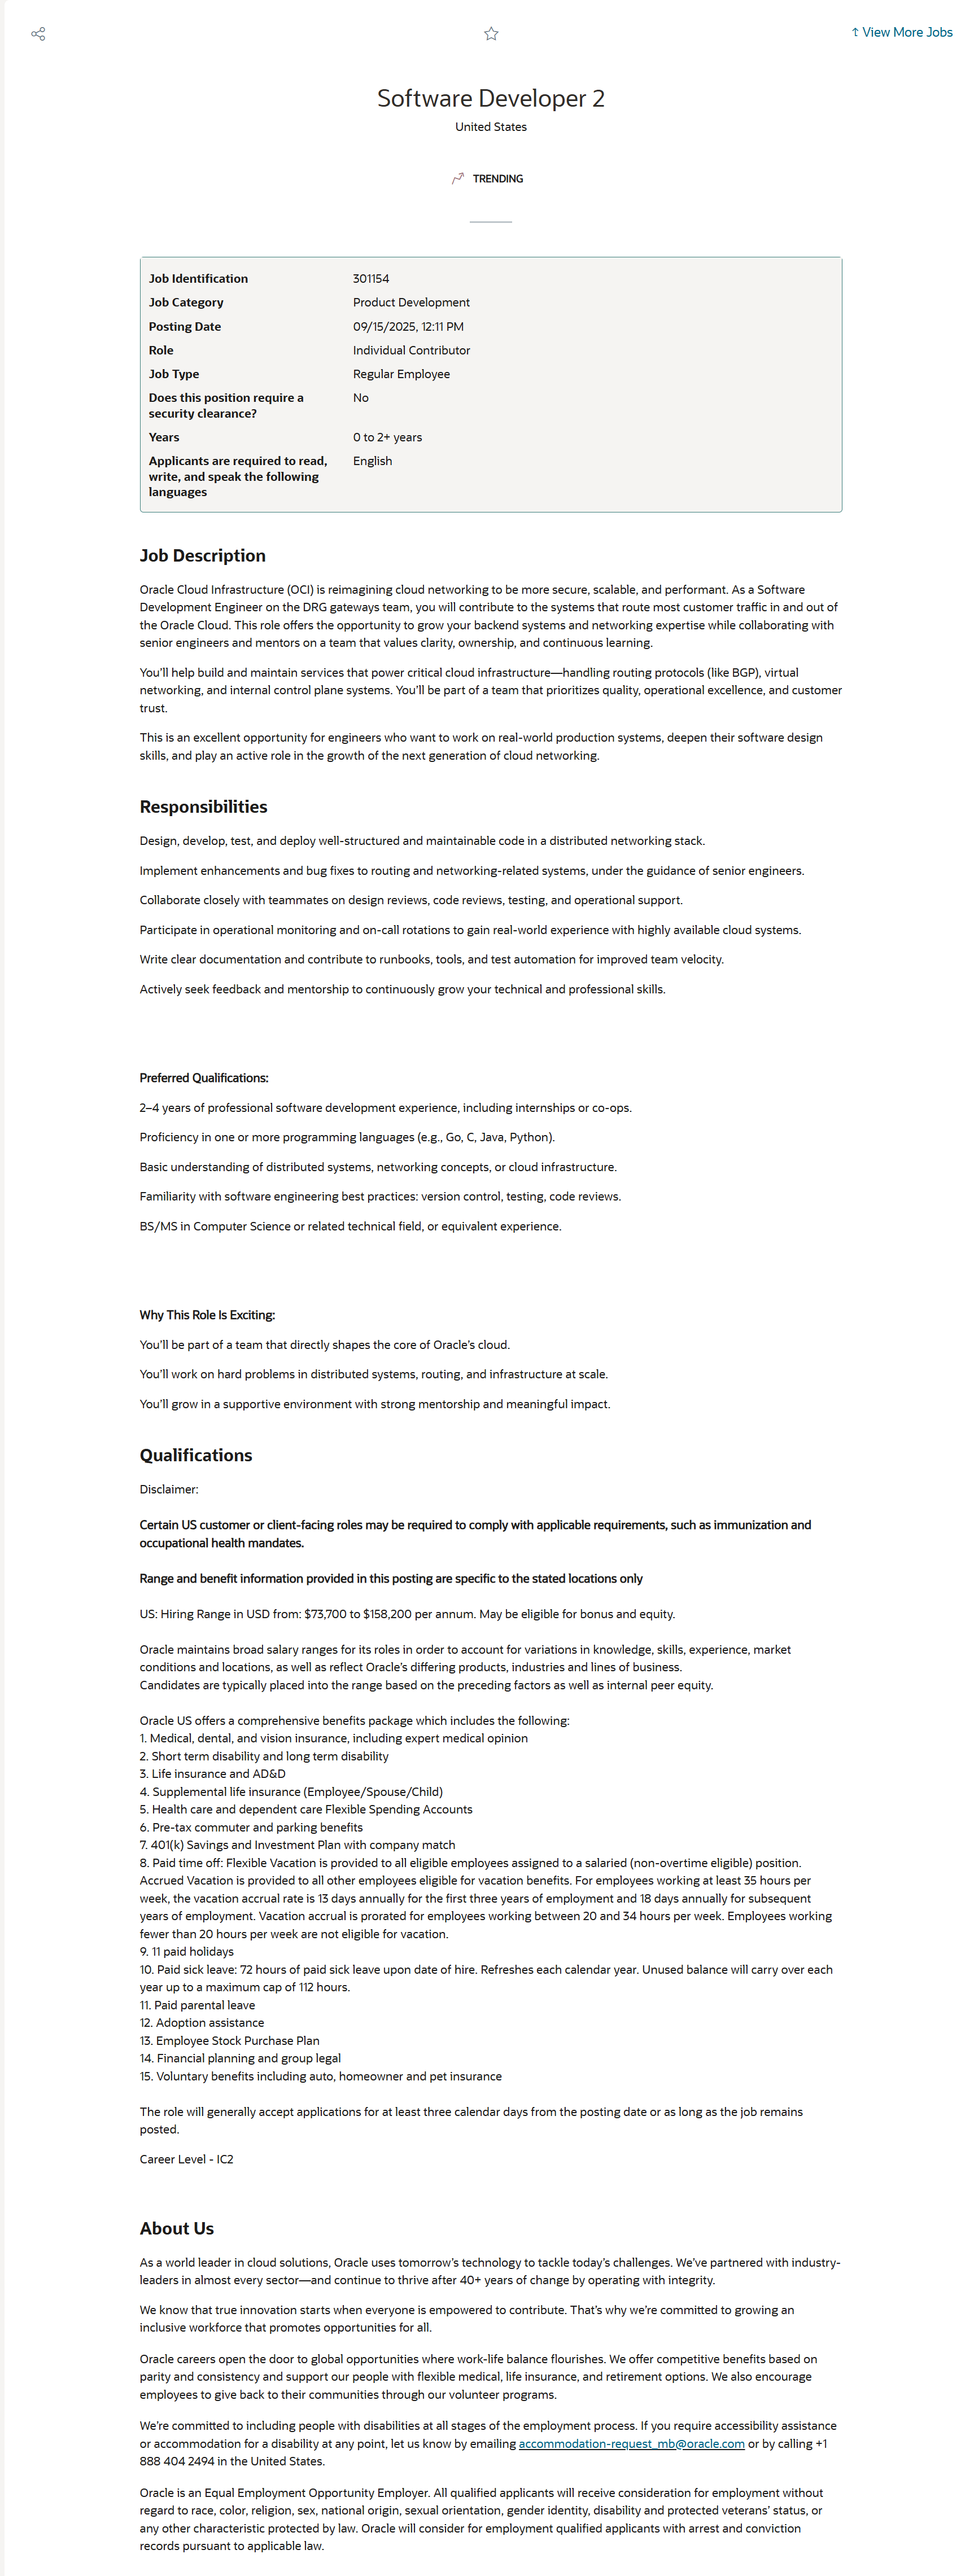 ↑ View More Jobs
Software Developer 2
United States
TRENDING
Job Identification 301154
Job Category Product Development
Posting Date 09/15/2025, 12:11 PM
Role Individual Contributor
Job Type Regular Employee
Does this position require a No
security clearance?
Years 0 to 2+ years
Applicants are required to read, English
write, and speak the following
languages
Job Description
Oracle Cloud Infrastructure (OCI) is reimagining cloud networking to be more secure, scalable, and performant. As a Software
Development Engineer on the DRG gateways team, you will contribute to the systems that route most customer traffic in and out of
the Oracle Cloud. This role offers the opportunity to grow your backend systems and networking expertise while collaborating with
senior engineers and mentors on a team that values clarity, ownership, and continuous learning.
You’ll help build and maintain services that power critical cloud infrastructure—handling routing protocols (like BGP), virtual
networking, and internal control plane systems. You’ll be part of a team that prioritizes quality, operational excellence, and customer
trust.
This is an excellent opportunity for engineers who want to work on real-world production systems, deepen their software design
skills, and play an active role in the growth of the next generation of cloud networking.
Responsibilities
Design, develop, test, and deploy well-structured and maintainable code in a distributed networking stack.
Implement enhancements and bug fixes to routing and networking-related systems, under the guidance of senior engineers.
Collaborate closely with teammates on design reviews, code reviews, testing, and operational support.
Participate in operational monitoring and on-call rotations to gain real-world experience with highly available cloud systems.
Write clear documentation and contribute to runbooks, tools, and test automation for improved team velocity.
Actively seek feedback and mentorship to continuously grow your technical and professional skills.
Preferred Qualifications:
2–4 years of professional software development experience, including internships or co-ops.
Proficiency in one or more programming languages (e.g., Go, C, Java, Python).
Basic understanding of distributed systems, networking concepts, or cloud infrastructure.
Familiarity with software engineering best practices: version control, testing, code reviews.
BS/MS in Computer Science or related technical field, or equivalent experience.
Why This Role Is Exciting:
You’ll be part of a team that directly shapes the core of Oracle’s cloud.
You’ll work on hard problems in distributed systems, routing, and infrastructure at scale.
You’ll grow in a supportive environment with strong mentorship and meaningful impact.
Qualifications
Disclaimer:
Certain US customer or client-facing roles may be required to comply with applicable requirements, such as immunization and
occupational health mandates.
Range and benefit information provided in this posting are specific to the stated locations only
US: Hiring Range in USD from: $73,700 to $158,200 per annum. May be eligible for bonus and equity.
Oracle maintains broad salary ranges for its roles in order to account for variations in knowledge, skills, experience, market
conditions and locations, as well as reflect Oracle’s differing products, industries and lines of business.
Candidates are typically placed into the range based on the preceding factors as well as internal peer equity.
Oracle US offers a comprehensive benefits package which includes the following:
1. Medical, dental, and vision insurance, including expert medical opinion
2. Short term disability and long term disability
3. Life insurance and AD&D
4. Supplemental life insurance (Employee/Spouse/Child)
5. Health care and dependent care Flexible Spending Accounts
6. Pre-tax commuter and parking benefits
7. 401(k) Savings and Investment Plan with company match
8. Paid time off: Flexible Vacation is provided to all eligible employees assigned to a salaried (non-overtime eligible) position.
Accrued Vacation is provided to all other employees eligible for vacation benefits. For employees working at least 35 hours per
week, the vacation accrual rate is 13 days annually for the first three years of employment and 18 days annually for subsequent
years of employment. Vacation accrual is prorated for employees working between 20 and 34 hours per week. Employees working
fewer than 20 hours per week are not eligible for vacation.
9. 11 paid holidays
10. Paid sick leave: 72 hours of paid sick leave upon date of hire. Refreshes each calendar year. Unused balance will carry over each
year up to a maximum cap of 112 hours.
11. Paid parental leave
12. Adoption assistance
13. Employee Stock Purchase Plan
14. Financial planning and group legal
15. Voluntary benefits including auto, homeowner and pet insurance
The role will generally accept applications for at least three calendar days from the posting date or as long as the job remains
posted.
Career Level - IC2
About Us
As a world leader in cloud solutions, Oracle uses tomorrow’s technology to tackle today’s challenges. We’ve partnered with industry-
leaders in almost every sector—and continue to thrive after 40+ years of change by operating with integrity.
We know that true innovation starts when everyone is empowered to contribute. That’s why we’re committed to growing an
inclusive workforce that promotes opportunities for all.
Oracle careers open the door to global opportunities where work-life balance flourishes. We offer competitive benefits based on
parity and consistency and support our people with flexible medical, life insurance, and retirement options. We also encourage
employees to give back to their communities through our volunteer programs.
We’re committed to including people with disabilities at all stages of the employment process. If you require accessibility assistance
or accommodation for a disability at any point, let us know by emailing accommodation-request_mb@oracle.com or by calling +1
888 404 2494 in the United States.
Oracle is an Equal Employment Opportunity Employer. All qualified applicants will receive consideration for employment without
regard to race, color, religion, sex, national origin, sexual orientation, gender identity, disability and protected veterans’ status, or
any other characteristic protected by law. Oracle will consider for employment qualified applicants with arrest and conviction
records pursuant to applicable law.